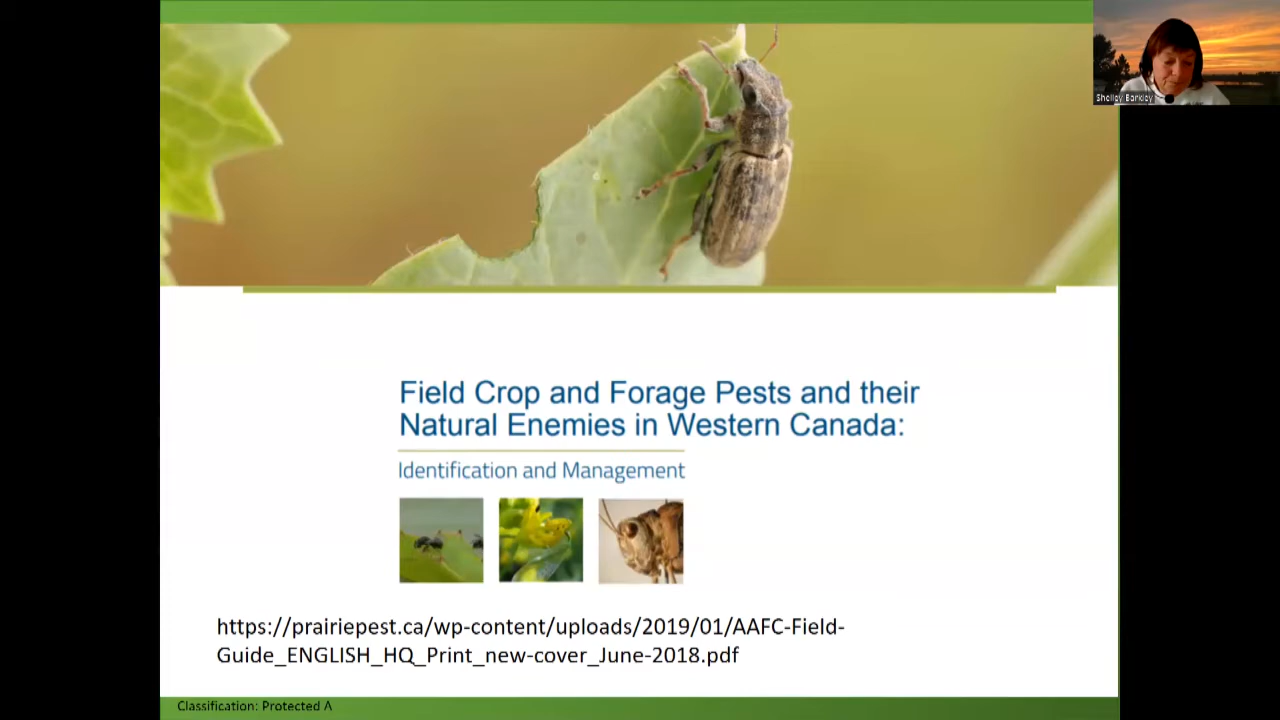 Shelley Barkley
Field Crop and Forage Pests and their
Natural Enemies in Western Canada:
Identification and Management
https://prairiepest.ca/wp-content/uploads/2019/01/AAFC-Field-
Guide_ENGLISH_HQ_Print_new-cover_June-2018.pdf
Classification: Protected A